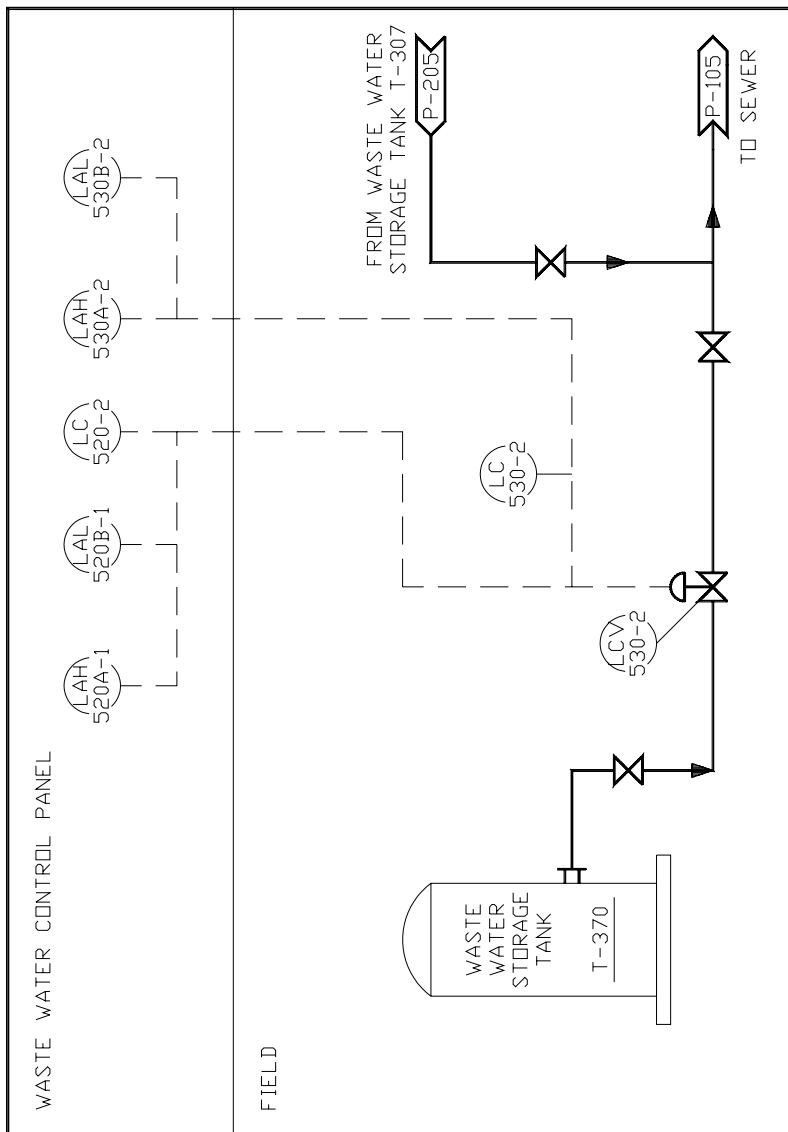 WASTE WATER CONTROL PANEL
LAH
520A-1
LAL
520B-1
LC
520-2
LAH
530A-2
LAL
530B-2
FIELD
FROM WASTE WATER
STORAGE TANK T-307
P-205
LC
530-2
LCV
530-2
P-105
TO SEWER
WASTE
WATER
STORAGE
TANK
T-370